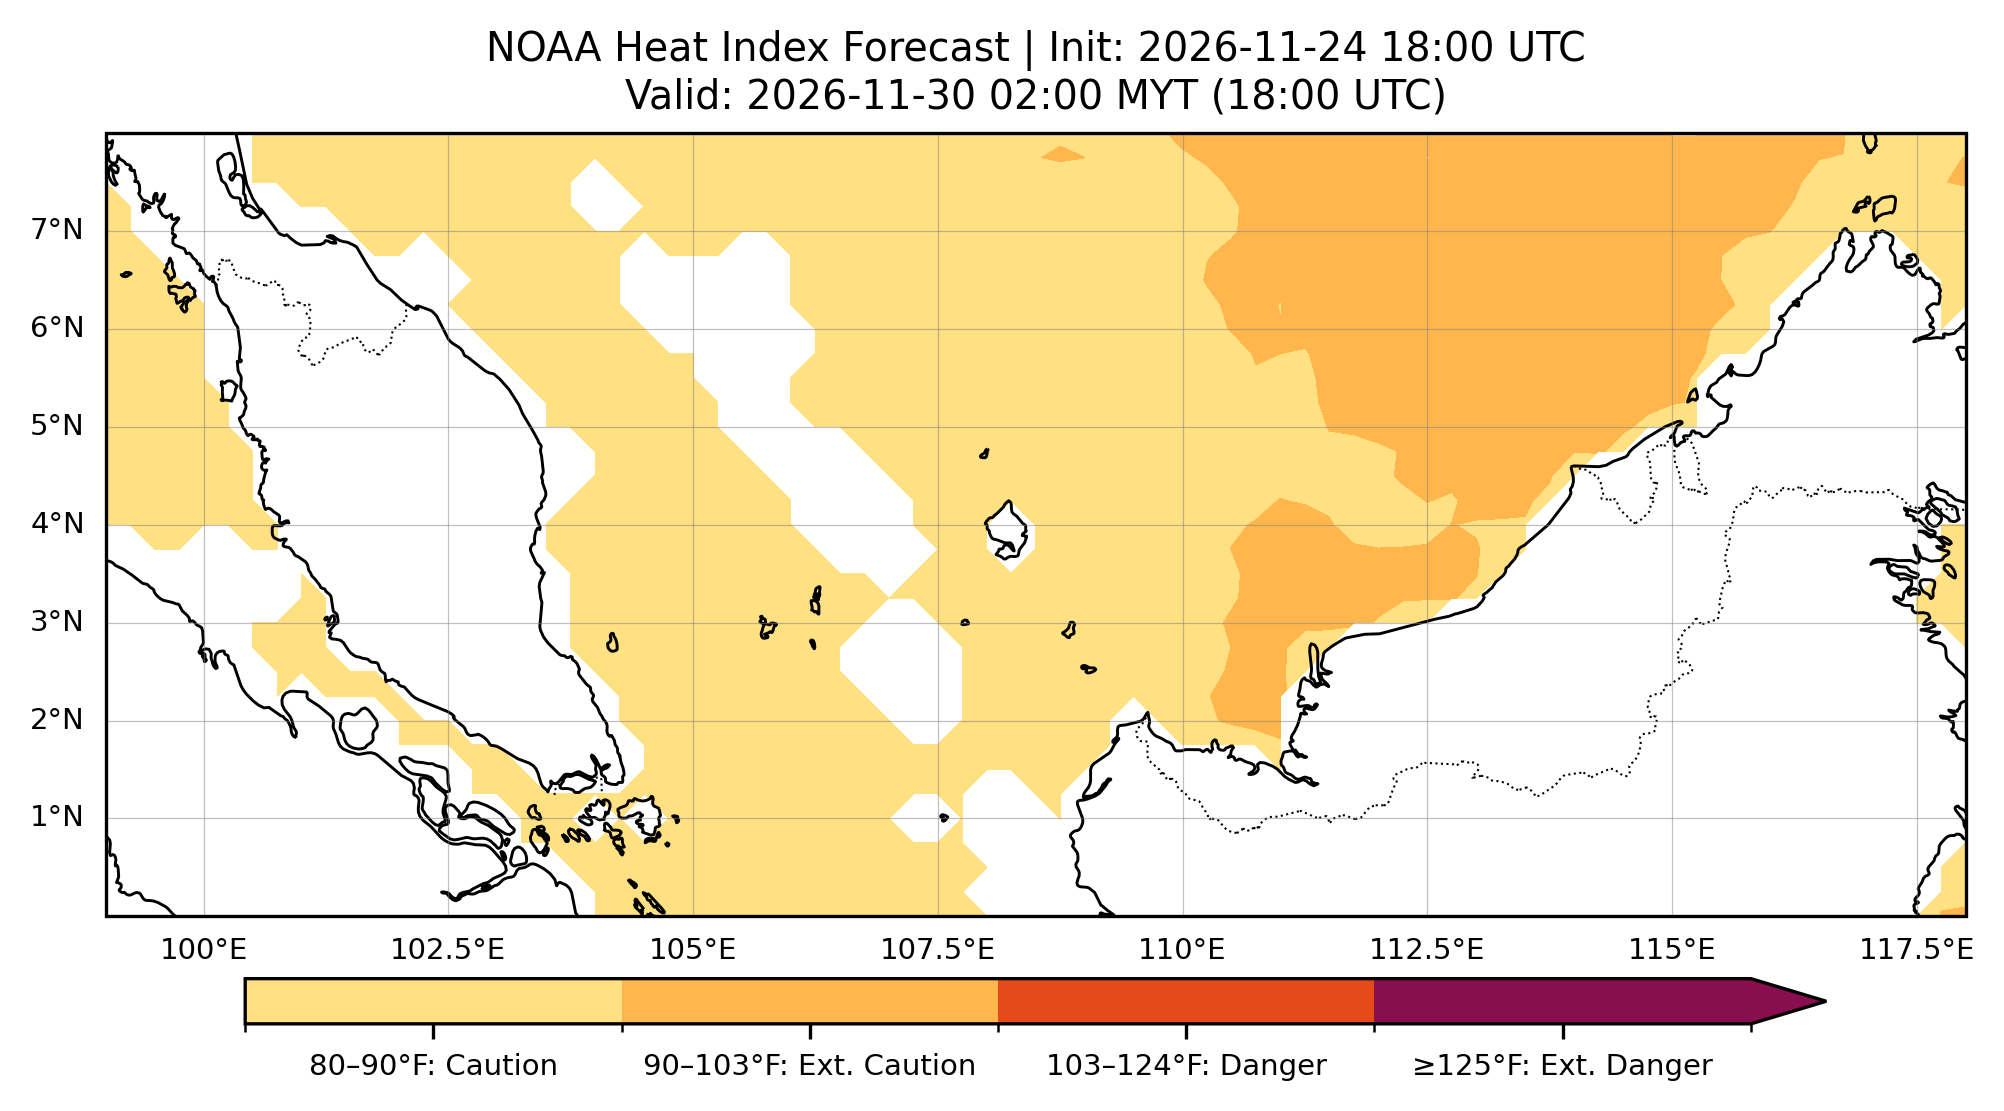 NOAA Heat Index Forecast | Init: 2026-11-24 18:00 UTC
Valid: 2026-11-30 02:00 MYT (18:00 UTC)
7°N
6°N
5°N
4°N
3°N
2°N
1°N
100°E 102.5°E 105°E 107.5°E 110°E 112.5°E 115°E 117.5°E
80–90°F: Caution 90–103°F: Ext. Caution 103–124°F: Danger ≥125°F: Ext. Danger